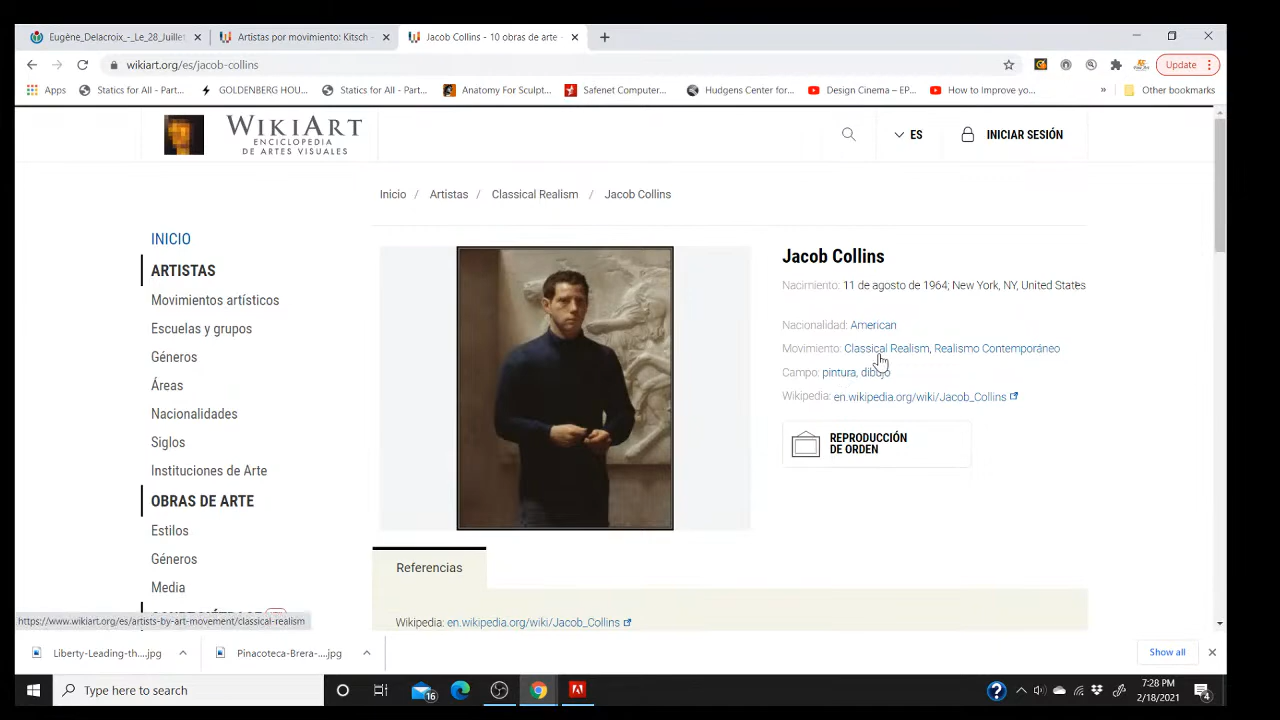 Eugène_Delacroix_-_Le_28_Juillet
Artistas por movimiento: Kitsch -
Jacob Collins - 10 obras de arte -
wikiart.org/es/jacob-collins
Update
Apps
Statics for All - Part...
GOLDENBERG HOU...
Statics for All - Part...
Anatomy For Sculpt...
Safenet Computer...
Hudgens Center for...
Design Cinema – EP...
How to Improve yo...
»
Other bookmarks
WIKIART
ENCICLOPEDIA
DE ARTES VISUALES
ES
INICIAR SESIÓN
Inicio / Artistas / Classical Realism / Jacob Collins
INICIO
ARTISTAS
Movimientos artísticos
Escuelas y grupos
Géneros
Áreas
Nacionalidades
Siglos
Instituciones de Arte
OBRAS DE ARTE
Estilos
Géneros
Media
Jacob Collins
Nacimiento: 11 de agosto de 1964; New York, NY, United States
Nacionalidad: American
Movimiento: Classical Realism, Realismo Contemporáneo
Campo: pintura, dibujo
Wikipedia: en.wikipedia.org/wiki/Jacob_Collins
REPRODUCCIÓN
DE ORDEN
Referencias
Wikipedia: en.wikipedia.org/wiki/Jacob_Collins
https://www.wikiart.org/es/artists-by-art-movement/classical-realism
Liberty-Leading-th....jpg
Pinacoteca-Brera-....jpg
Show all
Type here to search
16
7:28 PM
2/18/2021
4